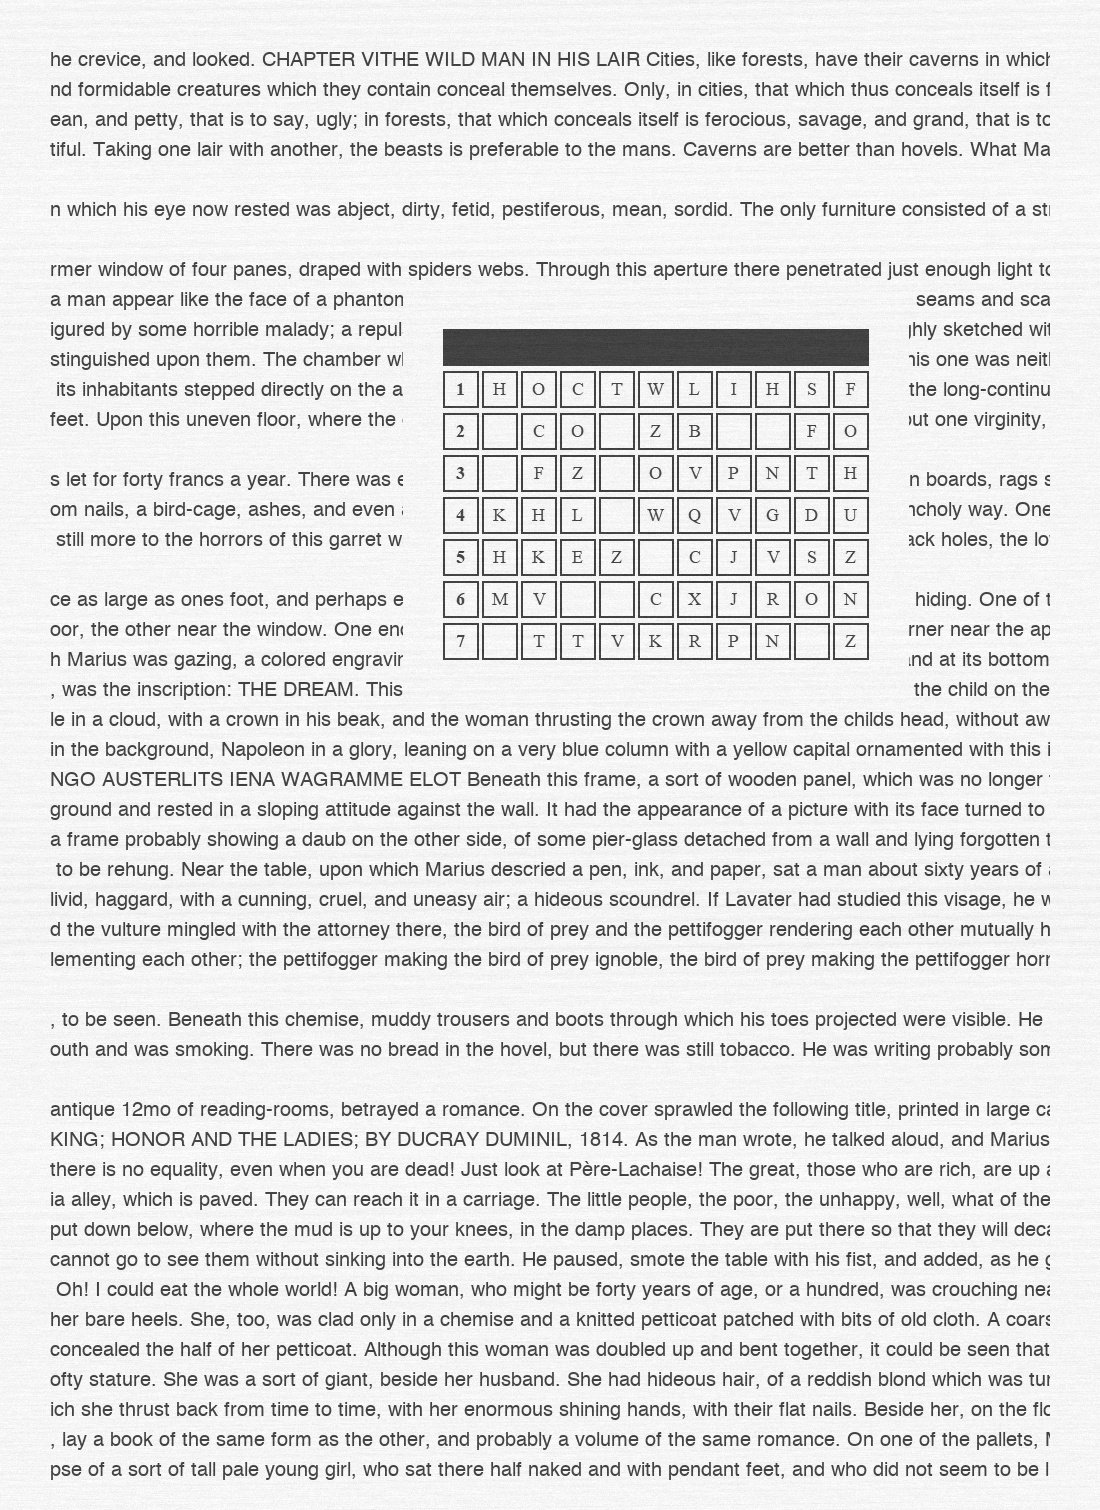 he crevice, and looked. CHAPTER VITHE WILD MAN IN HIS LAIR Cities, like forests, have their caverns in which
nd formidable creatures which they contain conceal themselves. Only, in cities, that which thus conceals itself is f
ean, and petty, that is to say, ugly; in forests, that which conceals itself is ferocious, savage, and grand, that is to
tiful. Taking one lair with another, the beasts is preferable to the mans. Caverns are better than hovels. What Ma
n which his eye now rested was abject, dirty, fetid, pestiferous, mean, sordid. The only furniture consisted of a str
rmer window of four panes, draped with spiders webs. Through this aperture there penetrated just enough light to
a man appear like the face of a phantom seams and sca
igured by some horrible malady; a repul ghly sketched wit
stinguished upon them. The chamber wh his one was neith
its inhabitants stepped directly on the a the long-continu
feet. Upon this uneven floor, where the but one virginity,
s let for forty francs a year. There was e n boards, rags s
om nails, a bird-cage, ashes, and even a ncholy way. One
still more to the horrors of this garret w ack holes, the lo
ce as large as ones foot, and perhaps e hiding. One of t
oor, the other near the window. One end rner near the ap
h Marius was gazing, a colored engravin and at its bottom
, was the inscription: THE DREAM. This the child on the
1 H O C T W L I H S F
2 C O Z B F O
3 F Z O V P N T H
4 K H L W Q V G D U
5 H K E Z C J V S Z
6 M V C X J R O N
7 T T V K R P N Z
le in a cloud, with a crown in his beak, and the woman thrusting the crown away from the childs head, without aw
in the background, Napoleon in a glory, leaning on a very blue column with a yellow capital ornamented with this i
NGO AUSTERLITS IENA WAGRAMME ELOT Beneath this frame, a sort of wooden panel, which was no longer
ground and rested in a sloping attitude against the wall. It had the appearance of a picture with its face turned to
a frame probably showing a daub on the other side, of some pier-glass detached from a wall and lying forgotten t
to be rehung. Near the table, upon which Marius descried a pen, ink, and paper, sat a man about sixty years of a
livid, haggard, with a cunning, cruel, and uneasy air; a hideous scoundrel. If Lavater had studied this visage, he w
d the vulture mingled with the attorney there, the bird of prey and the pettifogger rendering each other mutually h
lementing each other; the pettifogger making the bird of prey ignoble, the bird of prey making the pettifogger horr
, to be seen. Beneath this chemise, muddy trousers and boots through which his toes projected were visible. He
outh and was smoking. There was no bread in the hovel, but there was still tobacco. He was writing probably som
antique 12mo of reading-rooms, betrayed a romance. On the cover sprawled the following title, printed in large ca
KING; HONOR AND THE LADIES; BY DUCRAY DUMINIL, 1814. As the man wrote, he talked aloud, and Marius
there is no equality, even when you are dead! Just look at Père-Lachaise! The great, those who are rich, are up a
ia alley, which is paved. They can reach it in a carriage. The little people, the poor, the unhappy, well, what of the
put down below, where the mud is up to your knees, in the damp places. They are put there so that they will deca
cannot go to see them without sinking into the earth. He paused, smote the table with his fist, and added, as he g
Oh! I could eat the whole world! A big woman, who might be forty years of age, or a hundred, was crouching nea
her bare heels. She, too, was clad only in a chemise and a knitted petticoat patched with bits of old cloth. A coars
concealed the half of her petticoat. Although this woman was doubled up and bent together, it could be seen that
ofty stature. She was a sort of giant, beside her husband. She had hideous hair, of a reddish blond which was tur
ich she thrust back from time to time, with her enormous shining hands, with their flat nails. Beside her, on the flo
, lay a book of the same form as the other, and probably a volume of the same romance. On one of the pallets, M
pse of a sort of tall pale young girl, who sat there half naked and with pendant feet, and who did not seem to be l